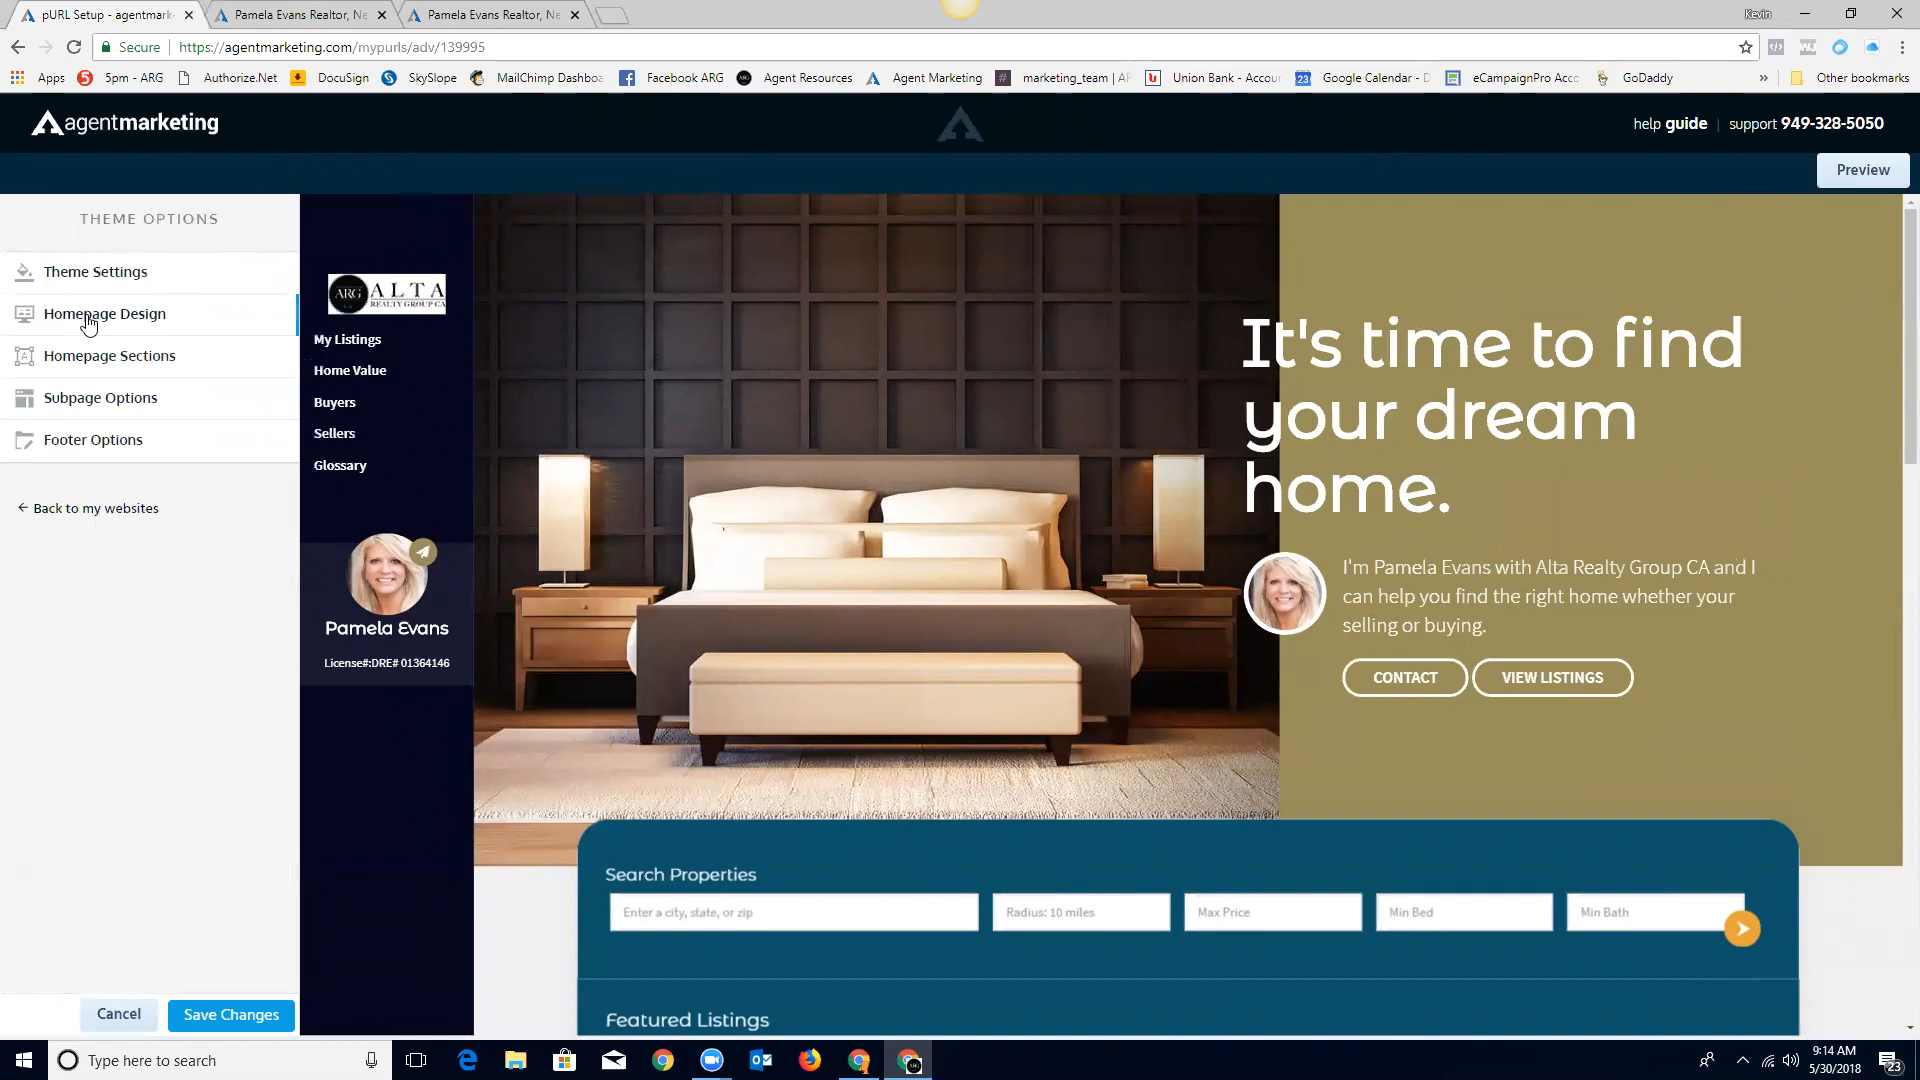 pURL Setup - agentmark
Pamela Evans Realtor, Ne
Pamela Evans Realtor, Ne
Kevin
Secure
https://agentmarketing.com/mypurls/adv/139995
Apps
5pm - ARG
Authorize.Net
DocuSign
SkySlope
MailChimp Dashboa
Facebook ARG
Agent Resources
Agent Marketing
marketing_team | AR
Union Bank - Accou
Google Calendar - D
eCampaignPro Acco
GoDaddy
»
Other bookmarks
agentmarketing
help guide | support 949-328-5050
Preview
THEME OPTIONS
Theme Settings
Homepage Design
Homepage Sections
Subpage Options
Footer Options
← Back to my websites
Cancel
Save Changes
ARG ALTA
REALTY GROUP CA
My Listings
Home Value
Buyers
Sellers
Glossary
Pamela Evans
License#:DRE# 01364146
It's time to find
your dream
home.
I'm Pamela Evans with Alta Realty Group CA and I
can help you find the right home whether your
selling or buying.
CONTACT
VIEW LISTINGS
Search Properties
Enter a city, state, or zip
Radius: 10 miles
Max Price
Min Bed
Min Bath
Featured Listings
Type here to search
9:14 AM
5/30/2018
23